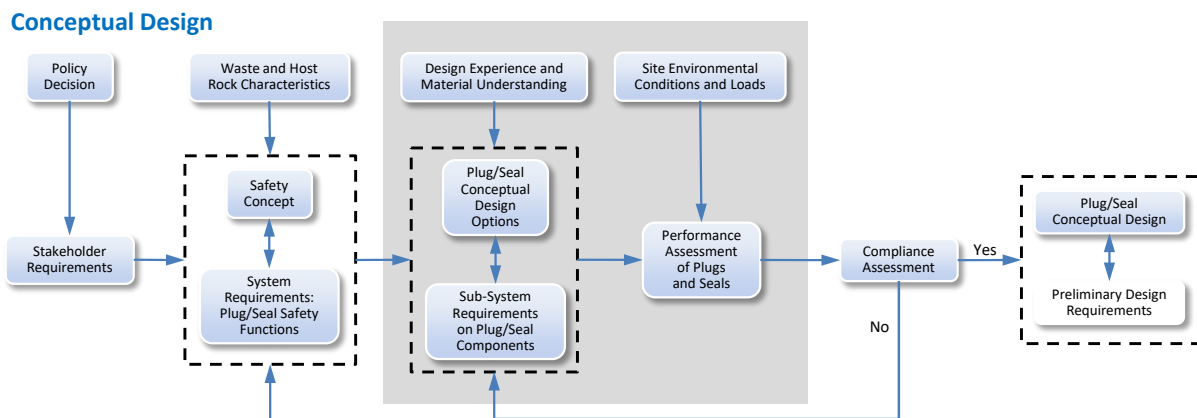 Conceptual Design
Policy
Decision
Waste and Host
Rock Characteristics
Design Experience and
Material Understanding
Site Environmental
Conditions and Loads
Safety
Concept
Plug/Seal
Conceptual
Design
Options
Plug/Seal
Conceptual Design
Stakeholder
Requirements
Performance
Assessment
of Plugs
and Seals
Compliance
Assessment
Yes
System
Requirements:
Plug/Seal Safety
Functions
Sub-System
Requirements
on Plug/Seal
Components
Preliminary Design
Requirements
No